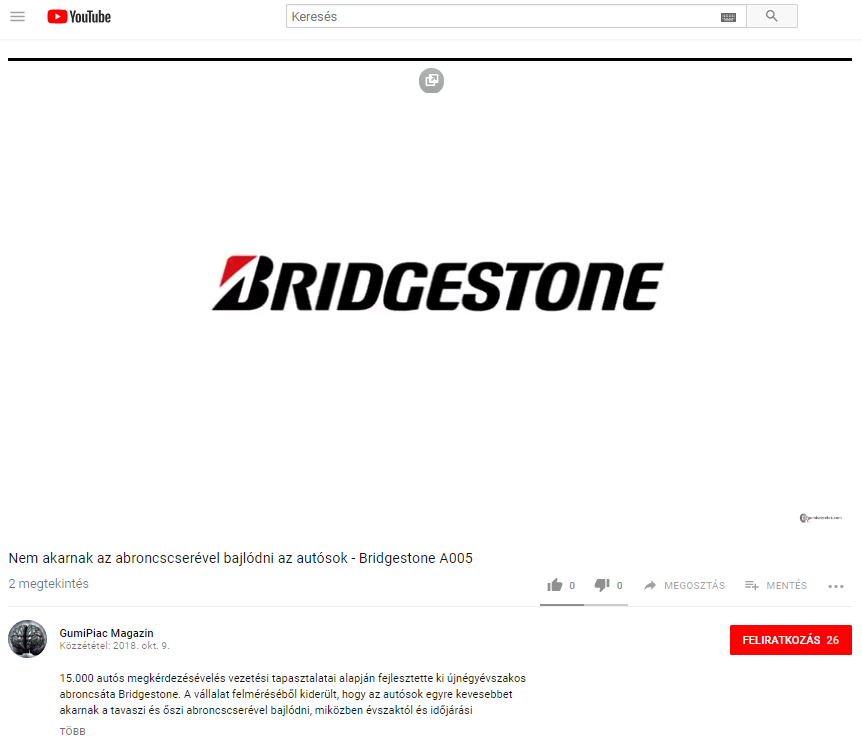 YouTube
Keresés
BRIDGESTONE
Nem akarnak az abroncscserével bajlódni az autósok - Bridgestone A005
2 megtekintés
0 0 MEGOSZTÁS MENTÉS
GumiPiac Magazin
Közzététel: 2018. okt. 9.
FELIRATKOZÁS 26
15.000 autós megkérdezésévelés vezetési tapasztalatai alapján fejlesztette ki újnégyévszakos
abroncsáta Bridgestone. A vállalat felméréséből kiderült, hogy az autósok egyre kevesebbet
akarnak a tavaszi és őszi abroncscserével bajlódni, miközben évszaktól és időjárási
TÖBB